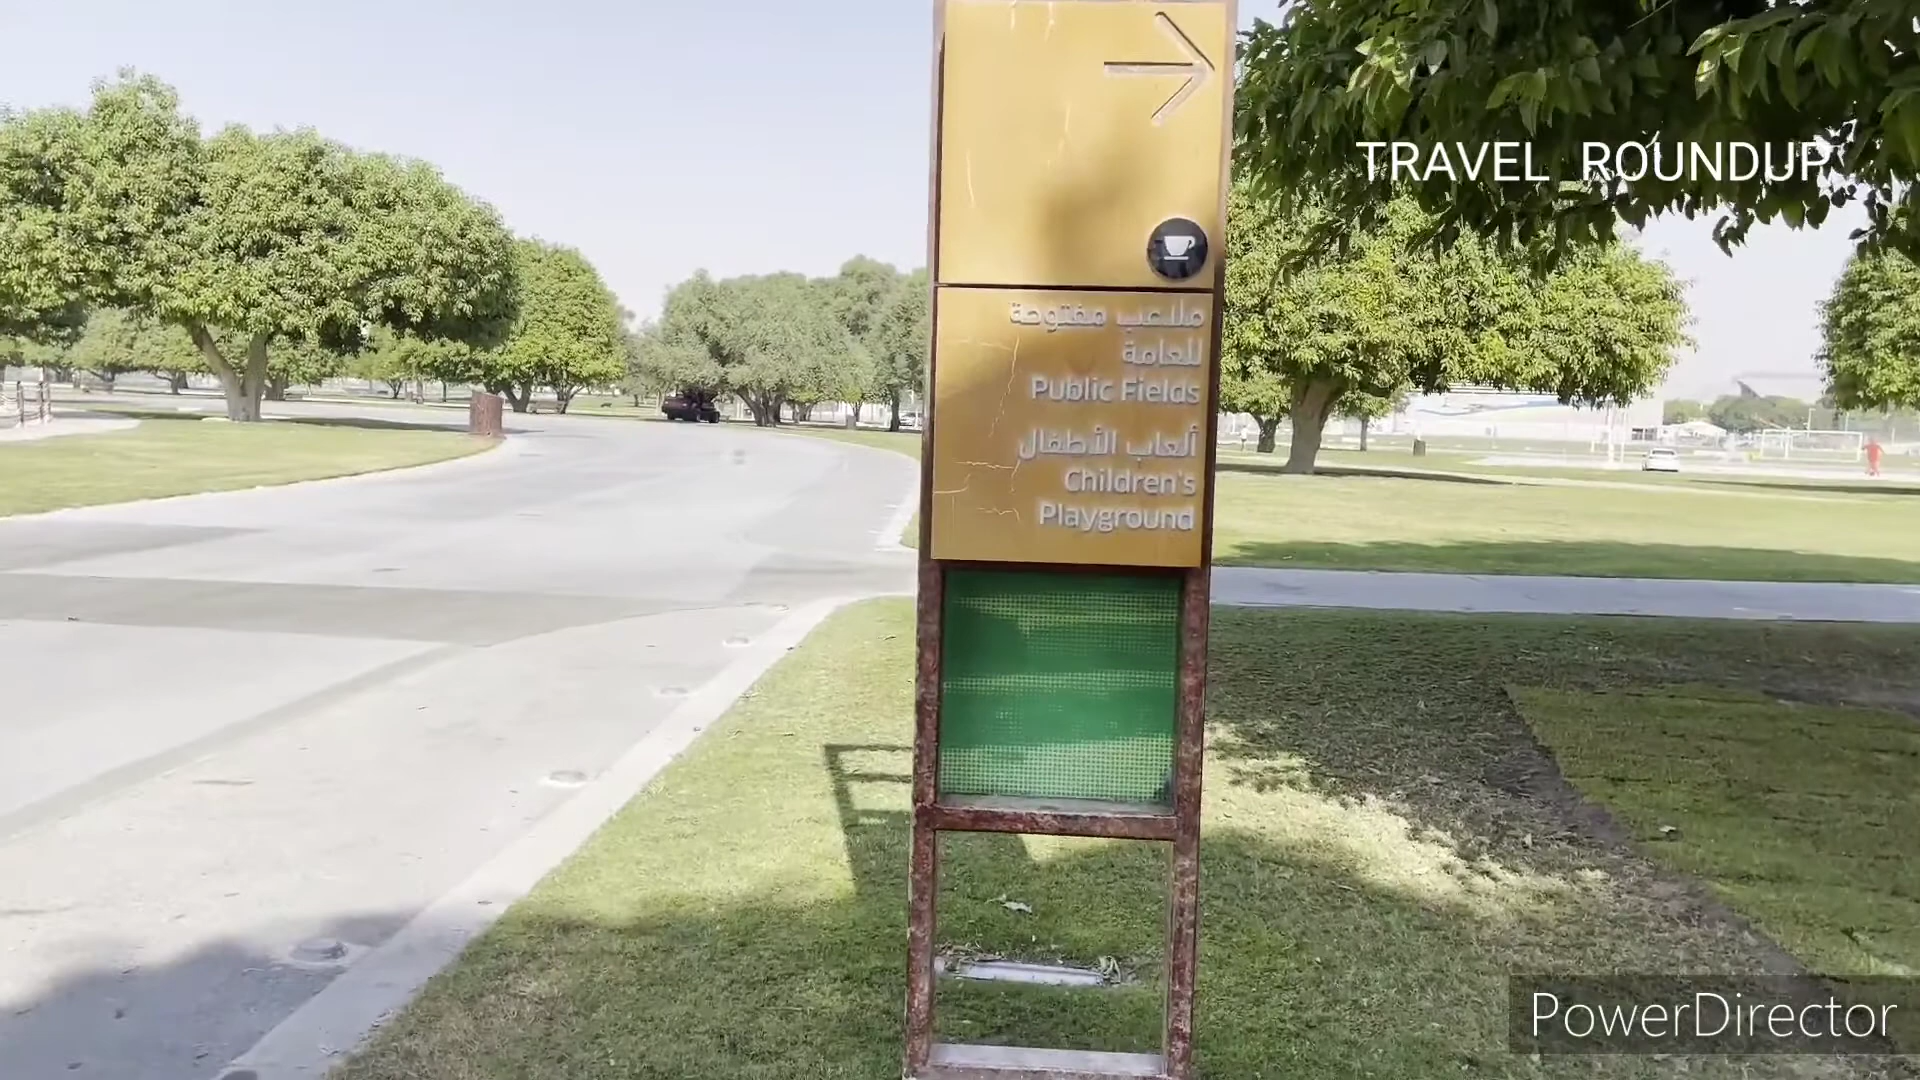 TRAVEL ROUNDUP
ملاعب مفتوحة
للعامة
Public Fields
ألعاب الأطفال
Children's
Playground
PowerDirector